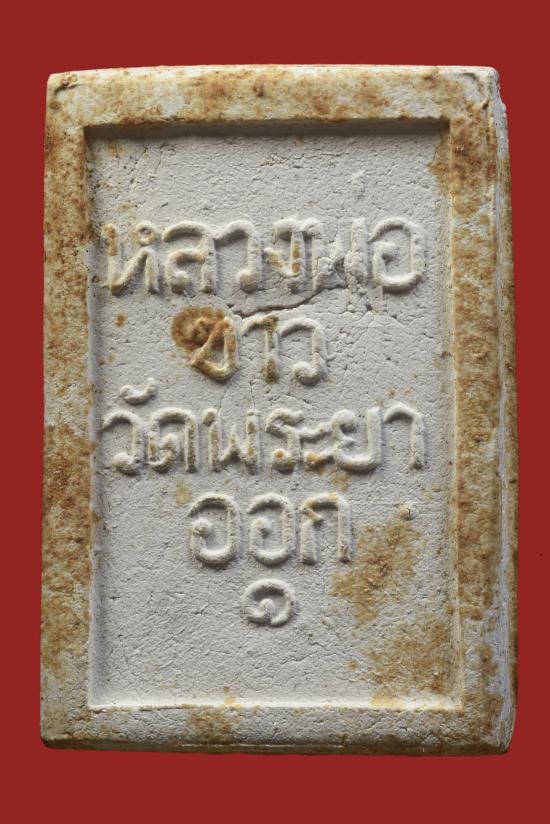 หลวงพ่อ
ขาว
วัดพระยา
ออก
๑